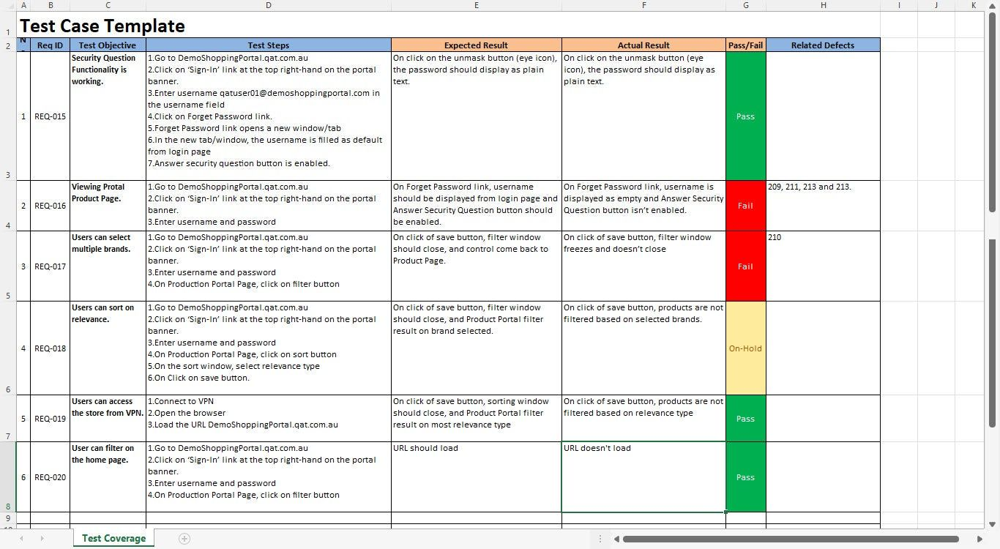 A B C D E F G H I J K
1 Test Case Template
2 N Req ID Test Objective Test Steps Expected Result Actual Result Pass/Fail Related Defects
3
1
REQ-015
Security Question
Functionality is
working.
1.Go to DemoShoppingPortal.qat.com.au
2.Click on ‘Sign-In’ link at the top right-hand on the portal
banner.
3.Enter username qatuser01@demoshoppingportal.com in
the username field
4.Click on Forget Password link.
5.Forget Password link opens a new window/tab
6.In the new tab/window, the username is filled as default
from login page
7.Answer security question button is enabled.
On click on the unmask button (eye icon),
the password should display as plain
text.
On click on the unmask button (eye
icon), the password should display as
plain text.
Pass
4
2
REQ-016
Viewing Protal
Product Page.
1.Go to DemoShoppingPortal.qat.com.au
2.Click on ‘Sign-In’ link at the top right-hand on the portal
banner.
3.Enter username and password
On Forget Password link, username
should be displayed from login page and
Answer Security Question button should
be enabled.
On Forget Password link, username is
displayed as empty and Answer Security
Question button isn’t enabled.
Fail
209, 211, 213 and 213.
5
3
REQ-017
Users can select
multiple brands.
1.Go to DemoShoppingPortal.qat.com.au
2.Click on ‘Sign-In’ link at the top right-hand on the portal
banner.
3.Enter username and password
4.On Production Portal Page, click on filter button
On click of save button, filter window
should close, and control come back to
Product Page.
On click of save button, filter window
freezes and doesn’t close
Fail
210
6
4
REQ-018
Users can sort on
relevance.
1.Go to DemoShoppingPortal.qat.com.au
2.Click on ‘Sign-In’ link at the top right-hand on the portal
banner.
3.Enter username and password
4.On Production Portal Page, click on sort button
5.On the sort window, select relevance type
6.On Click on save button.
On click of save button, filter window
should close, and Product Portal filter
result on brand selected.
On click of save button, products are not
filtered based on selected brands.
On-Hold
7
5
REQ-019
Users can access
the store from VPN.
1.Connect to VPN
2.Open the browser
3.Load the URL DemoShoppingPortal.qat.com.au
On click of save button, sorting window
should close, and Product Portal filter
result on most relevance type
On click of save button, products are not
filtered based on relevance type
Pass
8
6
REQ-020
User can filter on
the home page.
1.Go to DemoShoppingPortal.qat.com.au
2.Click on ‘Sign-In’ link at the top right-hand on the portal
banner.
3.Enter username and password
4.On Production Portal Page, click on filter button
URL should load
URL doesn't load
Pass
9
Test Coverage